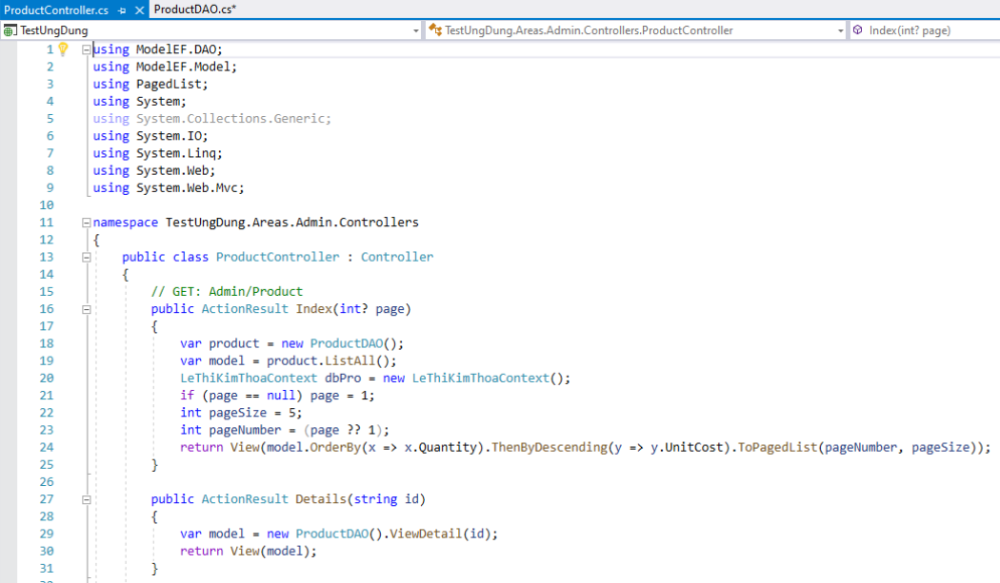 ProductController.cs ProductDAO.cs*
TestUngDung TestUngDung.Areas.Admin.Controllers.ProductController Index(int? page)
1 using ModelEF.DAO;
2 using ModelEF.Model;
3 using PagedList;
4 using System;
5 using System.Collections.Generic;
6 using System.IO;
7 using System.Linq;
8 using System.Web;
9 using System.Web.Mvc;
10
11 namespace TestUngDung.Areas.Admin.Controllers
12 {
13 public class ProductController : Controller
14 {
15 // GET: Admin/Product
16 public ActionResult Index(int? page)
17 {
18 var product = new ProductDAO();
19 var model = product.ListAll();
20 LeThiKimThoaContext dbPro = new LeThiKimThoaContext();
21 if (page == null) page = 1;
22 int pageSize = 5;
23 int pageNumber = (page ?? 1);
24 return View(model.OrderBy(x => x.Quantity).ThenByDescending(y => y.UnitCost).ToPagedList(pageNumber, pageSize));
25 }
26
27 public ActionResult Details(string id)
28 {
29 var model = new ProductDAO().ViewDetail(id);
30 return View(model);
31 }